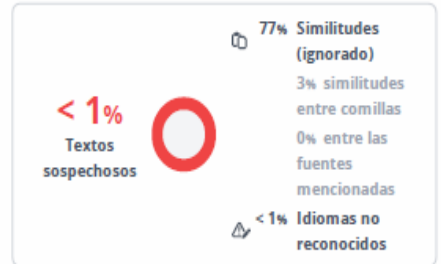 < 1%
Textos
sospechosos
77% Similitudes
(ignorado)
3% similitudes
entre comillas
0% entre las
fuentes
mencionadas
< 1% Idiomas no
reconocidos